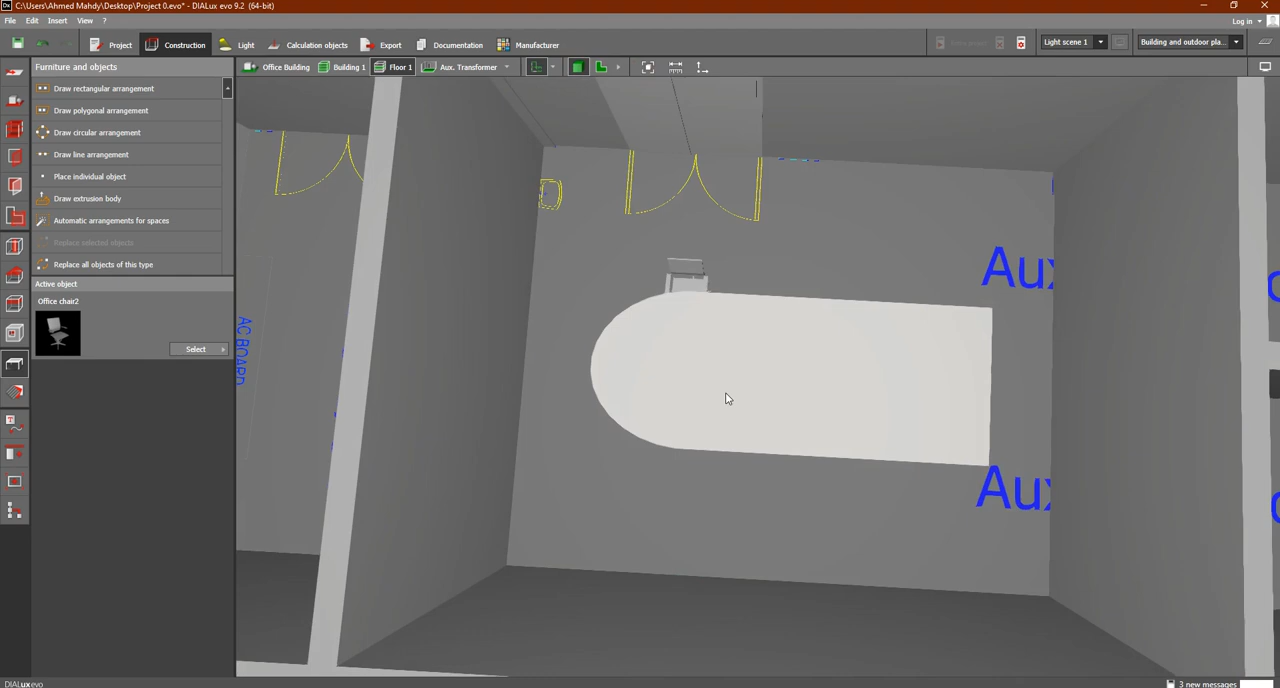 C:\Users\Ahmed Mahdy\Desktop\Project 0.evo* - DIALux evo 9.2 (64-bit)
File Edit Insert View ?
Log in
Project Construction Light Calculation objects Export Documentation Manufacturer
Light scene 1
Building and outdoor pla...
Furniture and objects
Office Building Building 1 Floor 1 Aux. Transformer
Draw rectangular arrangement
Draw polygonal arrangement
Draw circular arrangement
Draw line arrangement
Place individual object
Draw extrusion body
Automatic arrangements for spaces
Replace selected objects
Replace all objects of this type
Active object
Office chair2
Select
AC BOARD
Aux
Aux
DIALux evo
3 new messages